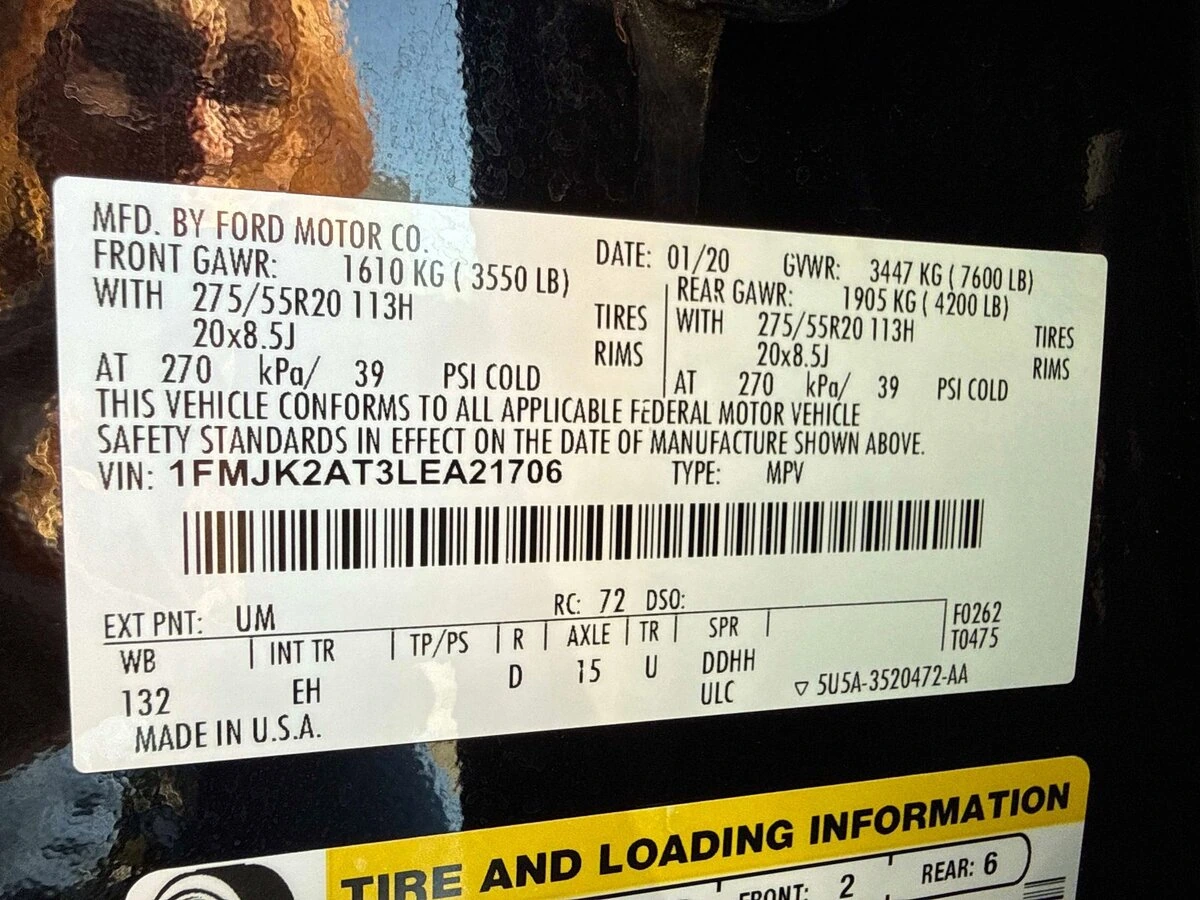 MFD. BY FORD MOTOR CO.
DATE: 01/20 GVWR: 3447 KG ( 7600 LB)
FRONT GAWR: 1610 KG ( 3550 LB) REAR GAWR: 1905 KG ( 4200 LB)
WITH 275/55R20 113H TIRES WITH 275/55R20 113H TIRES
20x8.5J RIMS 20x8.5J RIMS
AT 270 kPa/ 39 PSI COLD AT 270 kPa/ 39 PSI COLD
THIS VEHICLE CONFORMS TO ALL APPLICABLE FEDERAL MOTOR VEHICLE
SAFETY STANDARDS IN EFFECT ON THE DATE OF MANUFACTURE SHOWN ABOVE.
VIN: 1FMJK2AT3LEA21706 TYPE: MPV
EXT PNT: UM RC: 72 DSO:
WB INT TR TP/PS R AXLE TR SPR F0262
T0475
132 EH D 15 U DDHH
ULC ▽ 5U5A-3520472-AA
MADE IN U.S.A.
TIRE AND LOADING INFORMATION
FRONT: 2 REAR: 6